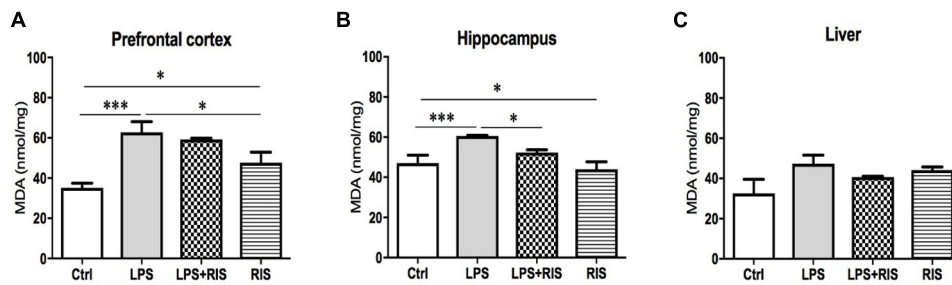 A
Prefrontal cortex
MDA (nmol/mg)
100
80
60
40
20
0
*
***
*
Ctrl LPS LPS+RIS RIS
B
Hippocampus
MDA (nmol/mg)
100
80
60
40
20
0
*
***
*
Ctrl LPS LPS+RIS RIS
C
Liver
MDA (nmol/mg)
100
80
60
40
20
0
Ctrl LPS LPS+RIS RIS